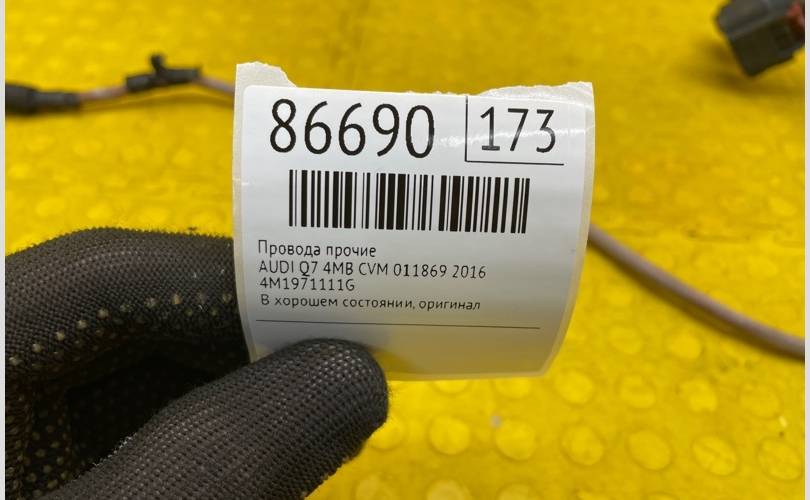 86690 173
Провода прочие
AUDI Q7 4MB CVM 011869 2016
4M1971111G
В хорошем состоянии, оригинал